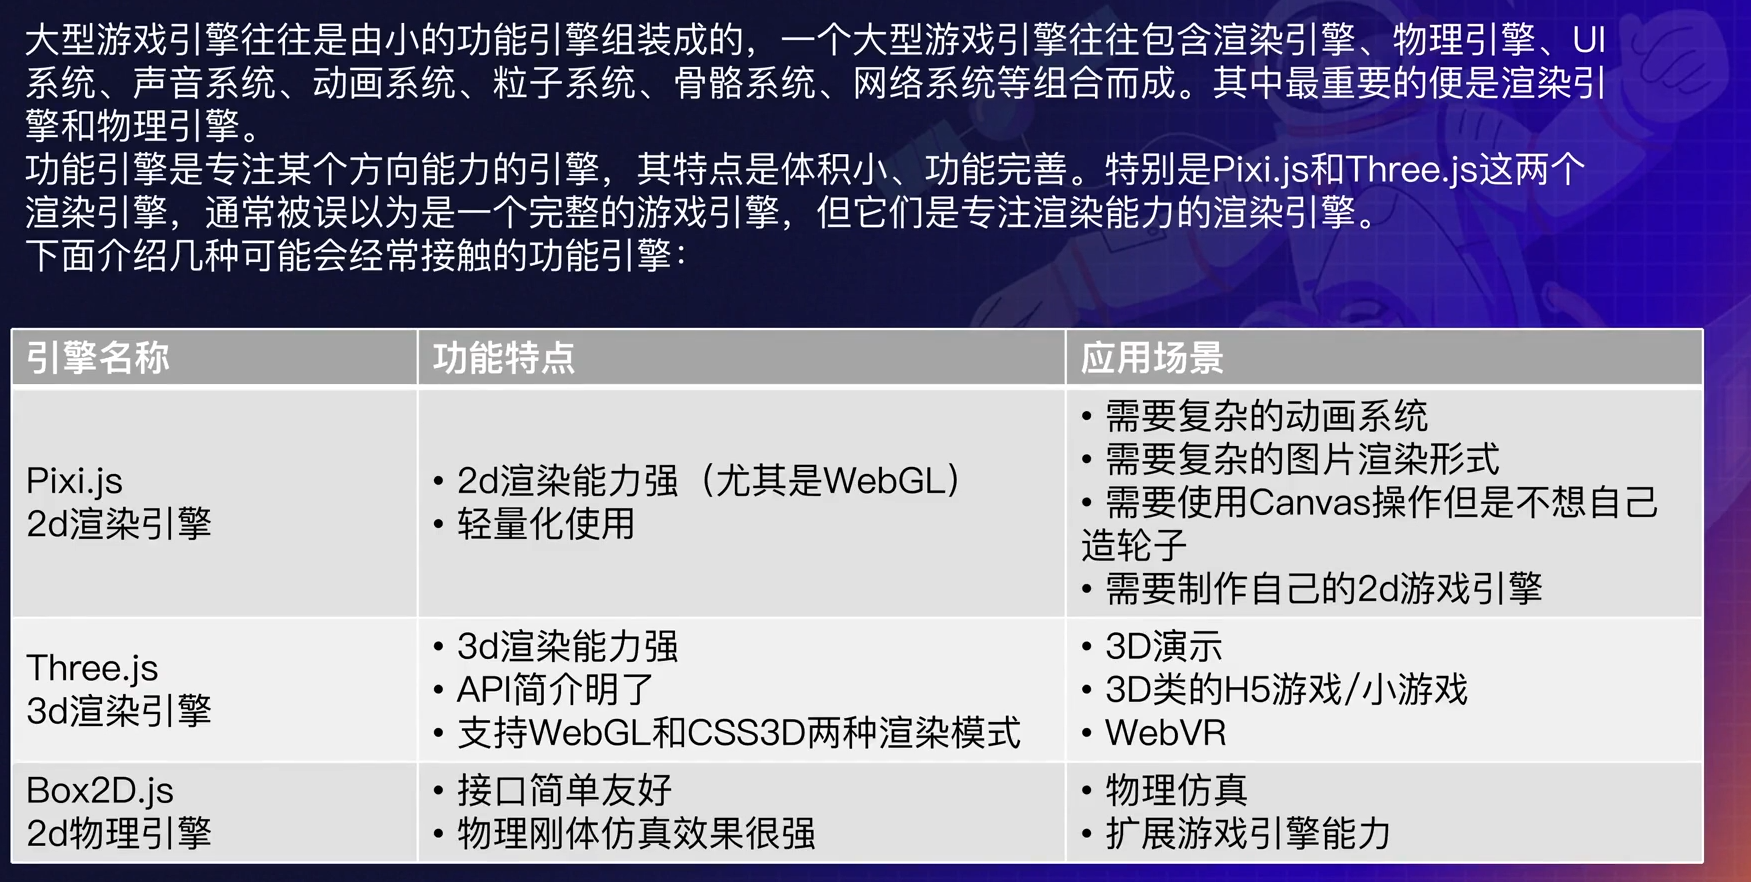 大型游戏引擎往往是由小的功能引擎组装成的，一个大型游戏引擎往往包含渲染引擎、物理引擎、UI
系统、声音系统、动画系统、粒子系统、骨骼系统、网络系统等组合而成。其中最重要的便是渲染引
擎和物理引擎。
功能引擎是专注某个方向能力的引擎，其特点是体积小、功能完善。特别是Pixi.js和Three.js这两个
渲染引擎，通常被误以为是一个完整的游戏引擎，但它们是专注渲染能力的渲染引擎。
下面介绍几种可能会经常接触的功能引擎：
引擎名称
功能特点
应用场景
Pixi.js
2d渲染引擎
• 2d渲染能力强（尤其是WebGL）
• 轻量化使用
• 需要复杂的动画系统
• 需要复杂的图片渲染形式
• 需要使用Canvas操作但是不想自己
造轮子
• 需要制作自己的2d游戏引擎
Three.js
3d渲染引擎
• 3d渲染能力强
• API简介明了
• 支持WebGL和CSS3D两种渲染模式
• 3D演示
• 3D类的H5游戏/小游戏
• WebVR
Box2D.js
2d物理引擎
• 接口简单友好
• 物理刚体仿真效果很强
• 物理仿真
• 扩展游戏引擎能力